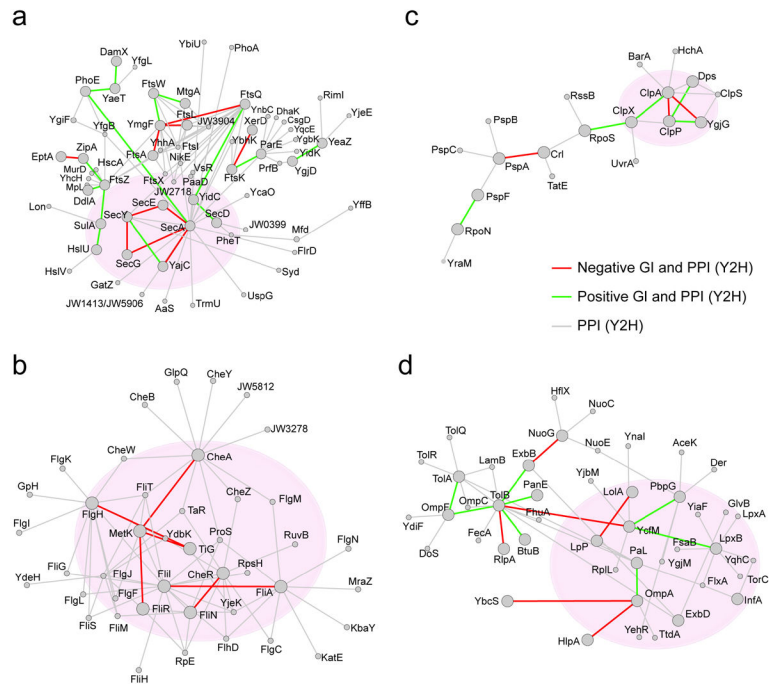 a
YbiU
PhoA
DamX
YfgL
PhoE
YaeT
FtsW
MtgA
FtsL
FtsQ
YnbC
DhaK
RimI
YgiF
YfgB
YmgF
JW3904
XerD
CsgD
YqcE
YjeE
EptA
ZipA
HscA
FtsA
YhhA
FtsI
NikE
YbHK
ParE
YgbK
YeaZ
YidK
MurD
YhcH
MpL
DdlA
FtsZ
FtsX
VsR
PaaD
FtsK
PrfB
YgjD
JW2718
YidC
YcaO
Lon
SulA
SecE
SecY
SecA
SecD
JW0399
YffB
HslU
HslV
SecG
YajC
PheT
Mfd
FlrD
GatZ
Syd
JW1413/JW5906
AaS
TrmU
UspG
c
BarA
HchA
ClpA
Dps
ClpS
RssB
ClpX
ClpP
YgjG
PspB
RpoS
PspC
PspA
Crl
UvrA
TatE
PspF
RpoN
YraM
Negative GI and PPI (Y2H)
Positive GI and PPI (Y2H)
PPI (Y2H)
b
GlpQ
CheY
CheB
JW5812
JW3278
CheW
CheA
FlgK
GpH
FliT
CheZ
FlgM
FlgH
TaR
FlgI
MetK
YdbK
ProS
RuvB
TiG
FlgN
YdeH
FliG
FlgJ
FliI
CheR
RpsH
FliA
MraZ
FlgL
FlgF
YjeK
FliS
FliM
FliR
FliN
KbaY
RpE
FlhD
FlgC
KatE
FliH
d
HflX
NuoC
NuoG
TolQ
TolR
LamB
ExbB
NuoE
YnaI
AceK
TolA
PanE
YjbM
PbpG
Der
LolA
OmpF
OmpC
TolB
YiaF
GlvB
LpxA
YdiF
FhuA
YcfM
FsaB
LpxB
DoS
FecA
RlpA
BtuB
LpP
PaL
YgjM
YqhC
RplL
FlxA
TorC
YbcS
OmpA
InfA
ExbD
HlpA
YehR
TtdA